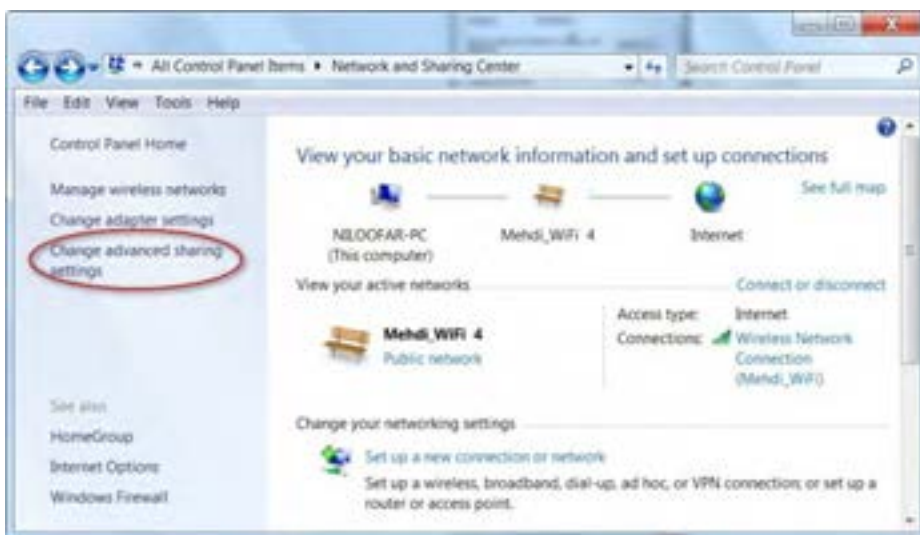 All Control Panel Items ▸ Network and Sharing Center
Search Control Panel
File Edit View Tools Help
Control Panel Home
Manage wireless networks
Change adapter settings
Change advanced sharing
settings
See also
HomeGroup
Internet Options
Windows Firewall
View your basic network information and set up connections
See full map
NILOOFAR-PC
(This computer)
Mehdi_WiFi 4
Internet
View your active networks
Connect or disconnect
Mehdi_WiFi 4
Public network
Access type: Internet
Connections: Wireless Network
Connection
(Mehdi_WiFi)
Change your networking settings
Set up a new connection or network
Set up a wireless, broadband, dial-up, ad hoc, or VPN connection; or set up a
router or access point.